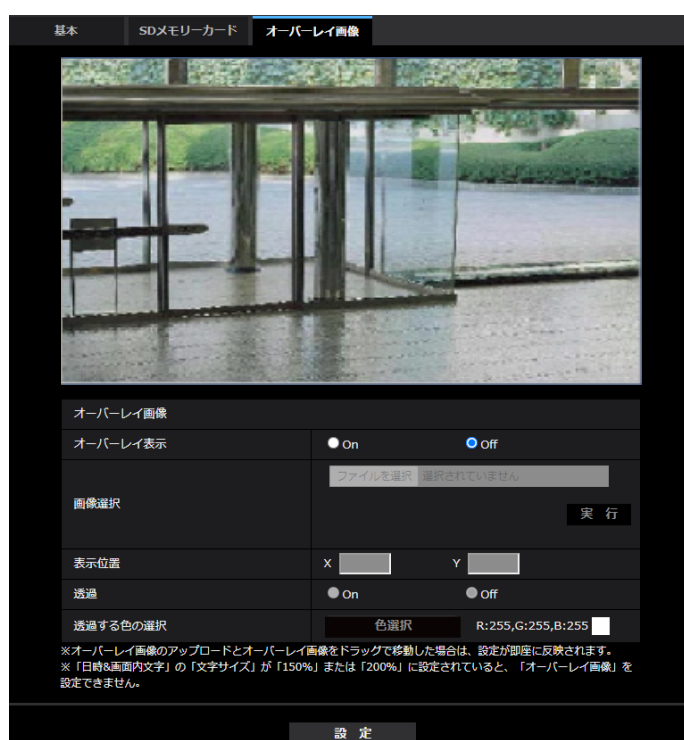 基本 SDメモリーカード オーバーレイ画像
オーバーレイ画像
オーバーレイ表示 On Off
ファイルを選択 選択されていません
画像選択
実 行
表示位置 X Y
透過 On Off
透過する色の選択 色選択 R:255,G:255,B:255
※オーバーレイ画像のアップロードとオーバーレイ画像をドラッグで移動した場合は、設定が即座に反映されます。
※「日時&画面内文字」の「文字サイズ」が「150%」または「200%」に設定されていると、「オーバーレイ画像」を
設定できません。
設 定